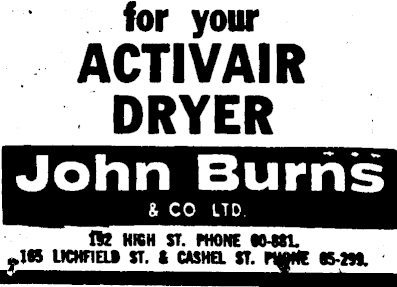 for your
ACTIVAIR
DRYER
John Burns
& CO LTD.
192 HIGH ST. PHONE 60-881.
165 LICHFIELD ST. & CASHEL ST. PHONE 65-299.